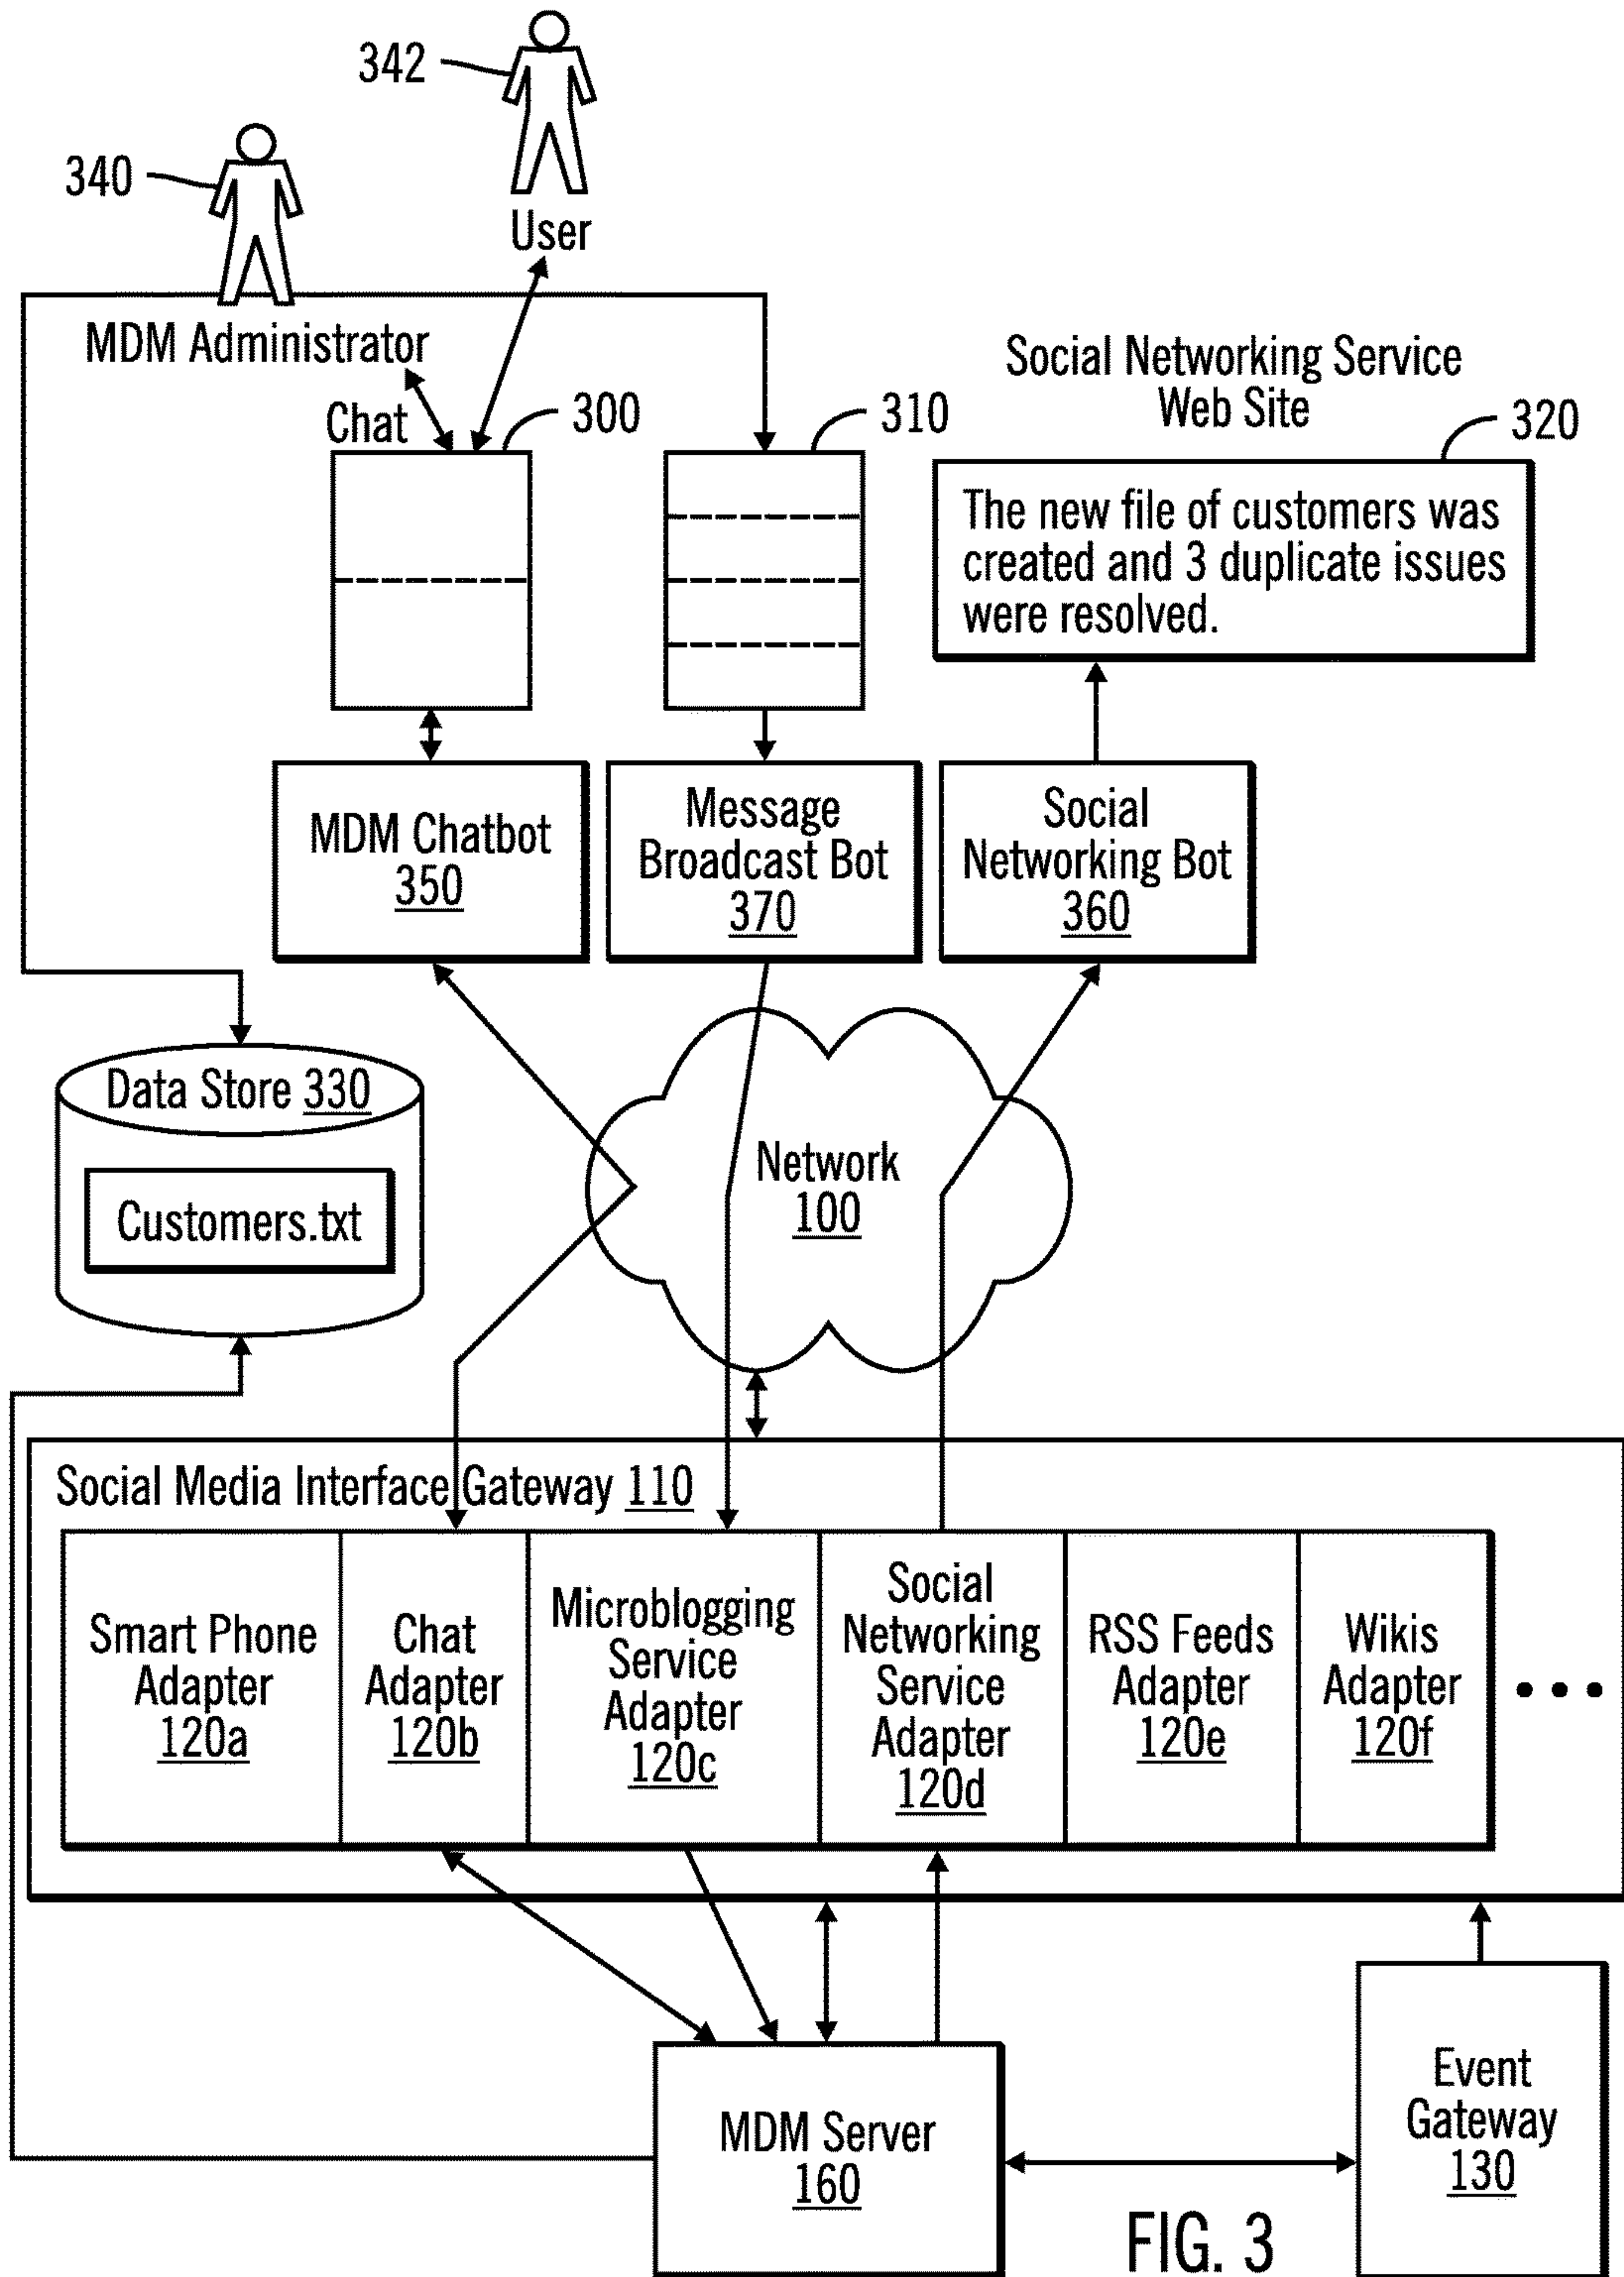 342
340
User
MDM Administrator
Chat
300
310
Social Networking Service
Web Site
320
The new file of customers was
created and 3 duplicate issues
were resolved.
MDM Chatbot
350
Message
Broadcast Bot
370
Social
Networking Bot
360
Data Store 330
Customers.txt
Network
100
Social Media Interface Gateway 110
Smart Phone
Adapter
120a
Chat
Adapter
120b
Microblogging
Service
Adapter
120c
Social
Networking
Service
Adapter
120d
RSS Feeds
Adapter
120e
Wikis
Adapter
120f
• • •
MDM Server
160
Event
Gateway
130
FIG. 3